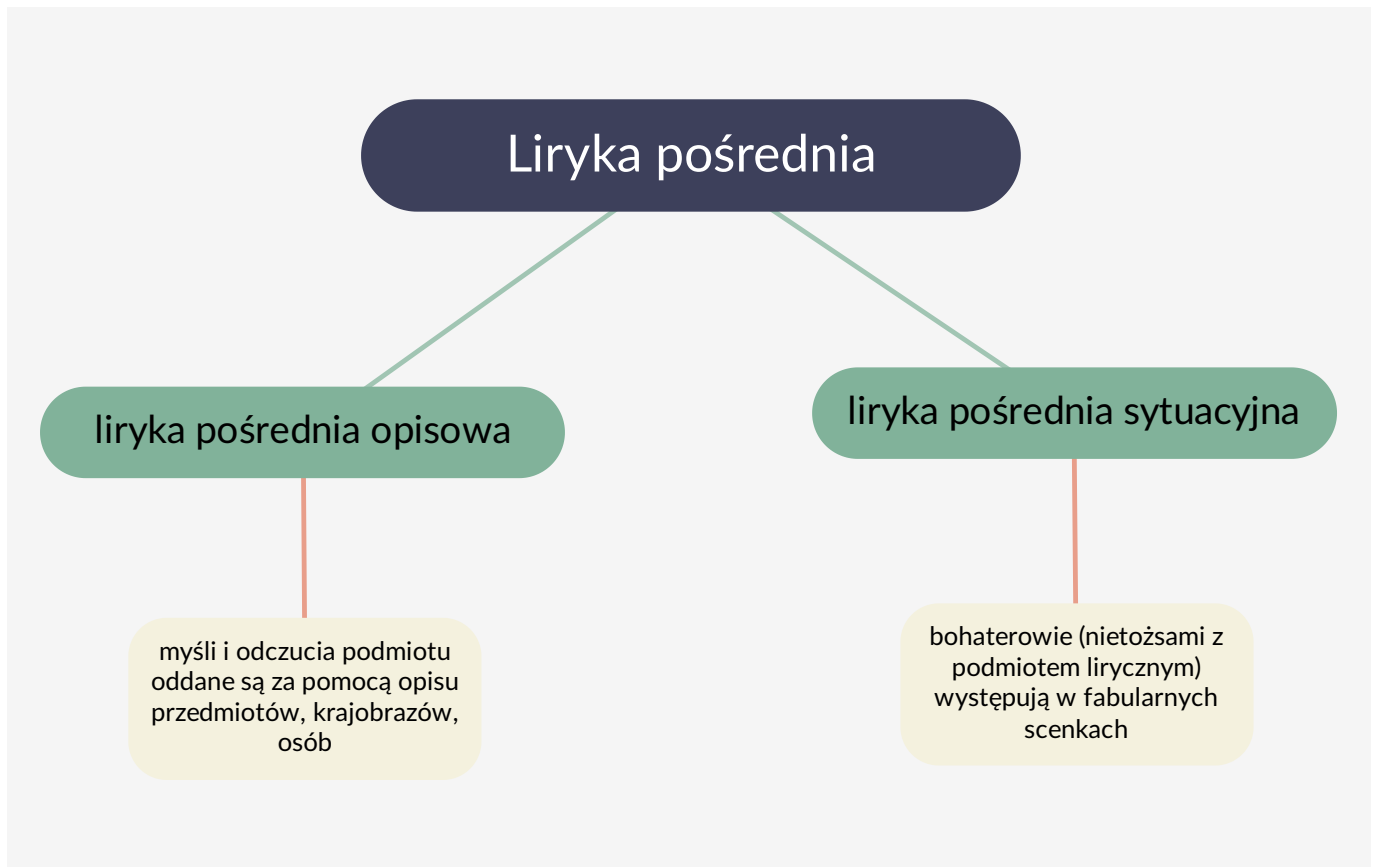 Liryka pośrednia
liryka pośrednia opisowa
liryka pośrednia sytuacyjna
myśli i odczucia podmiotu
oddane są za pomocą opisu
przedmiotów, krajobrazów,
osób
bohaterowie (nietożsami z
podmiotem lirycznym)
występują w fabularnych
scenkach